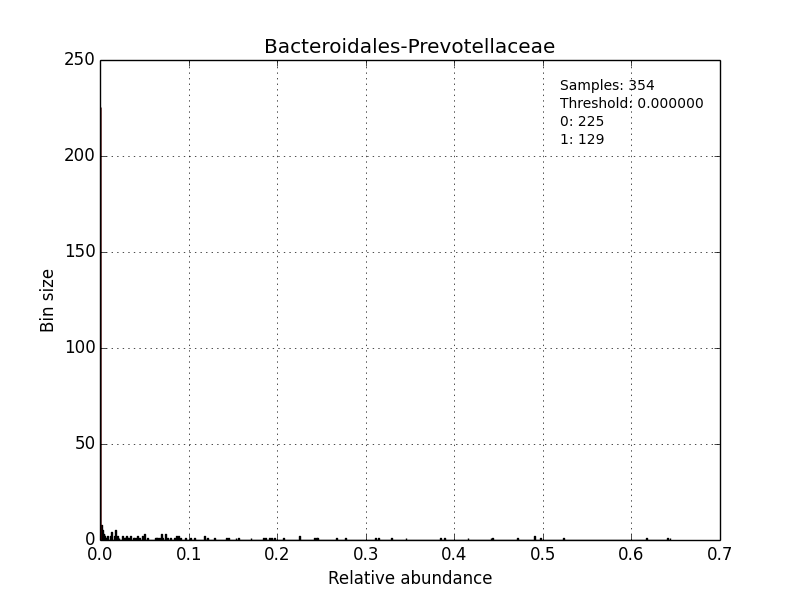 Bacteroidales-Prevotellaceae
Samples: 354
Threshold: 0.000000
0: 225
1: 129
250
200
150
100
50
0
Bin size
0.0 0.1 0.2 0.3 0.4 0.5 0.6 0.7
Relative abundance